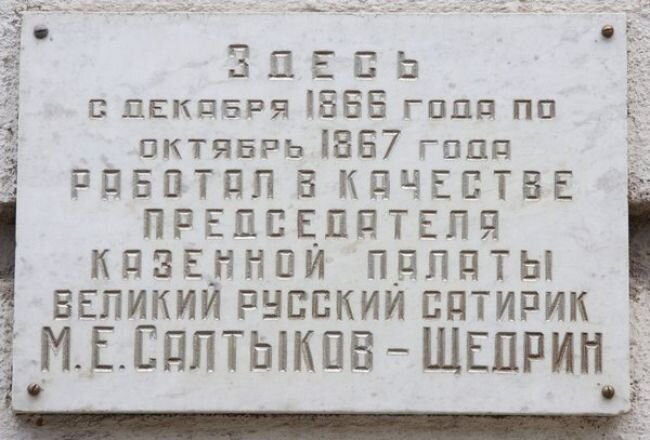 Здесь
с декабря 1866 года по
октябрь 1867 года
работал в качестве
председателя
казенной палаты
великий русский сатирик
М.Е.Салтыков – Щедрин